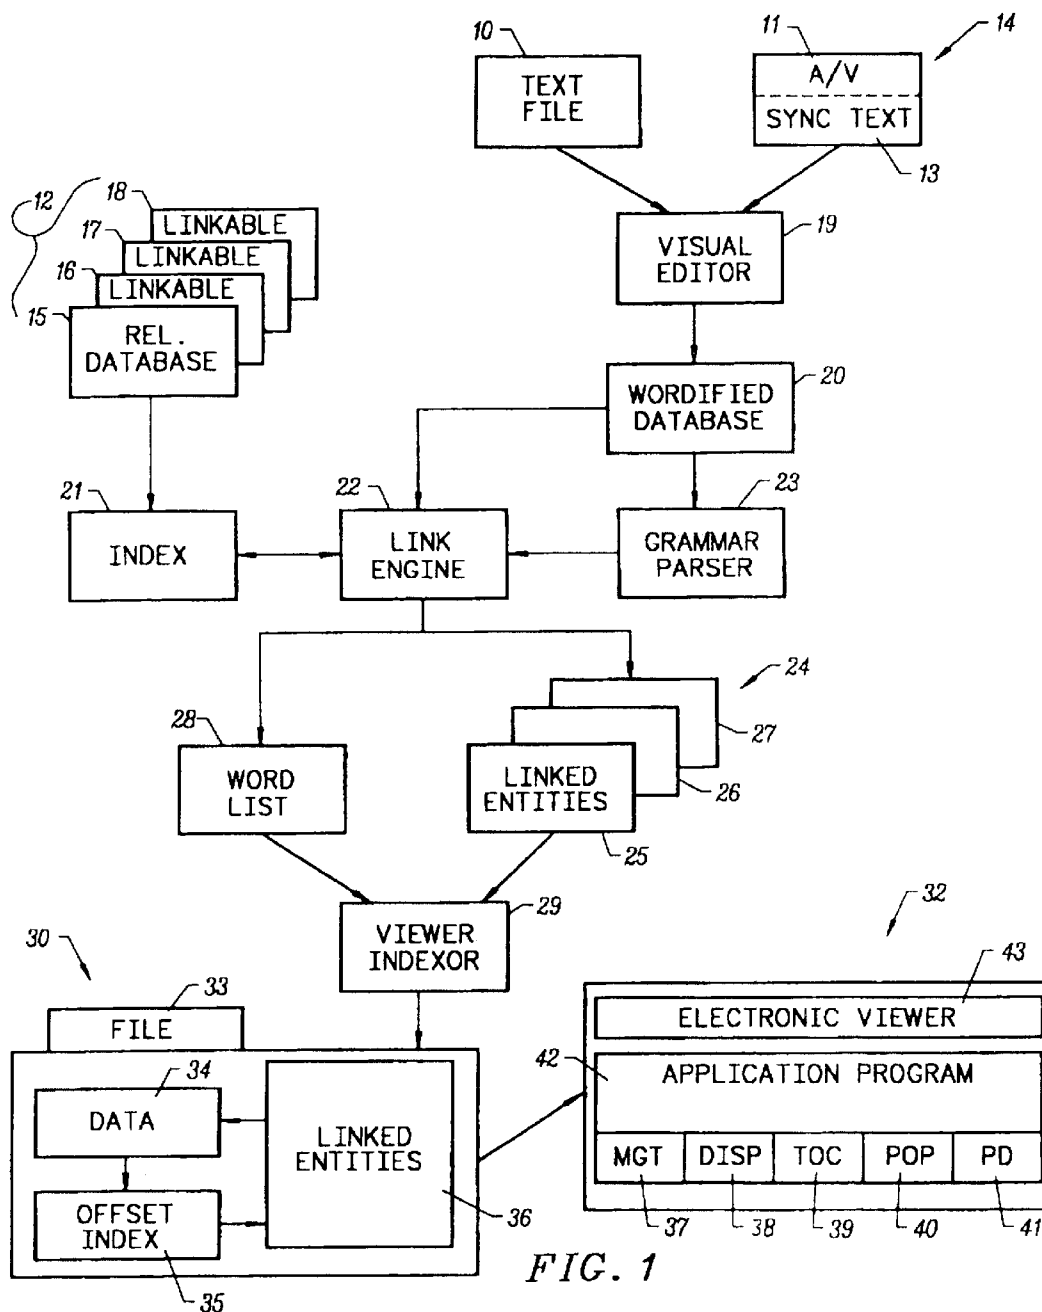 10
TEXT
FILE
11
A/V
SYNC TEXT
13
14
12
18
LINKABLE
17
LINKABLE
16
LINKABLE
15
REL.
DATABASE
VISUAL
EDITOR
19
WORDIFIED
DATABASE
20
21
INDEX
22
LINK
ENGINE
23
GRAMMAR
PARSER
24
28
WORD
LIST
LINKED
ENTITIES
25
26
27
VIEWER
INDEXOR
29
30
33
FILE
34
DATA
OFFSET
INDEX
35
LINKED
ENTITIES
36
32
43
ELECTRONIC VIEWER
42
APPLICATION PROGRAM
MGT DISP TOC POP PD
37 38 39 40 41
FIG. 1